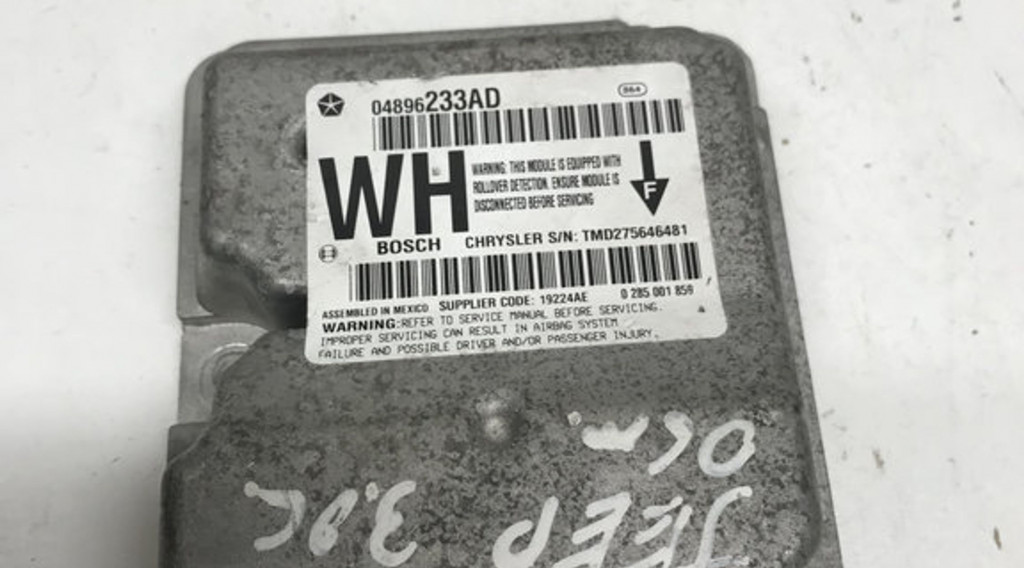 04896233AD 864
WH
WARNING: THIS MODULE IS EQUIPPED WITH
ROLLOVER DETECTION. ENSURE MODULE IS
DISCONNECTED BEFORE SERVICING
F
BOSCH CHRYSLER S/N: TMD275646481
ASSEMBLED IN MEXICO SUPPLIER CODE: 19224AE 0 285 001 859
WARNING:REFER TO SERVICE MANUAL BEFORE SERVICING.
IMPROPER SERVICING CAN RESULT IN AIRBAG SYSTEM
FAILURE AND POSSIBLE DRIVER AND/OR PASSENGER INJURY.
JEEP